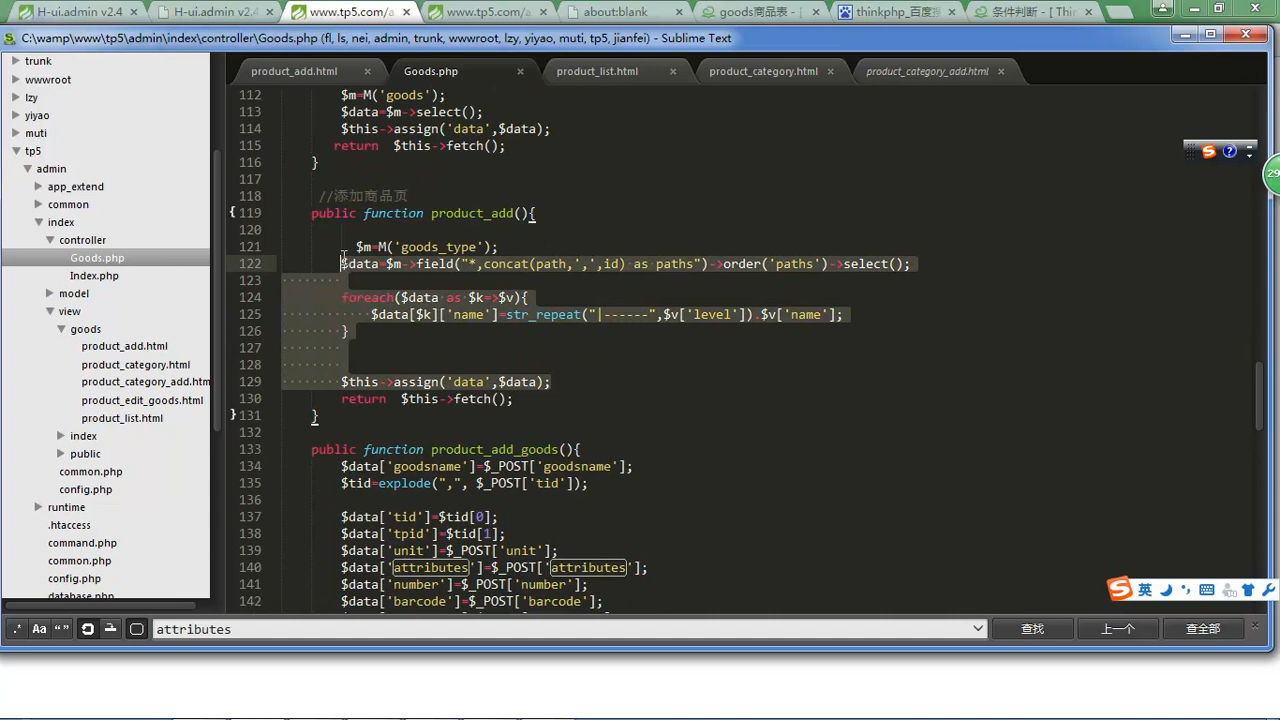 H-ui.admin v2.4
H-ui.admin v2.4
www.tp5.com/a
www.tp5.com/a
about:blank
goods商品表 - [
thinkphp_百度搜
条件判断 - [ Thin
C:\wamp\www\tp5\admin\index\controller\Goods.php (fl, ls, nei, admin, trunk, wwwroot, lzy, yiyao, muti, tp5, jianfei) - Sublime Text
trunk
wwwroot
lzy
yiyao
muti
tp5
admin
app_extend
common
index
controller
Goods.php
Index.php
model
view
goods
product_add.html
product_category.html
product_category_add.htm
product_edit_goods.html
product_list.html
index
public
common.php
config.php
runtime
.htaccess
command.php
common.php
config.php
database.php
product_add.html
Goods.php
product_list.html
product_category.html
product_category_add.html
112 $m=M('goods');
113 $data=$m->select();
114 $this->assign('data',$data);
115 return $this->fetch();
116 }
117
118 //添加商品页
119 public function product_add(){
120
121 $m=M('goods_type');
122 $data=$m->field("*,concat(path,',',id) as paths")->order('paths')->select();
123
124 foreach($data as $k=>$v){
125 $data[$k]['name']=str_repeat("|------",$v['level']).$v['name'];
126 }
127
128
129 $this->assign('data',$data);
130 return $this->fetch();
131 }
132
133 public function product_add_goods(){
134 $data['goodsname']=$_POST['goodsname'];
135 $tid=explode(",", $_POST['tid']);
136
137 $data['tid']=$tid[0];
138 $data['tpid']=$tid[1];
139 $data['unit']=$_POST['unit'];
140 $data['attributes']=$_POST['attributes'];
141 $data['number']=$_POST['number'];
142 $data['barcode']=$_POST['barcode'];
29
英
.* Aa “ ”
attributes
查找
上一个
查全部